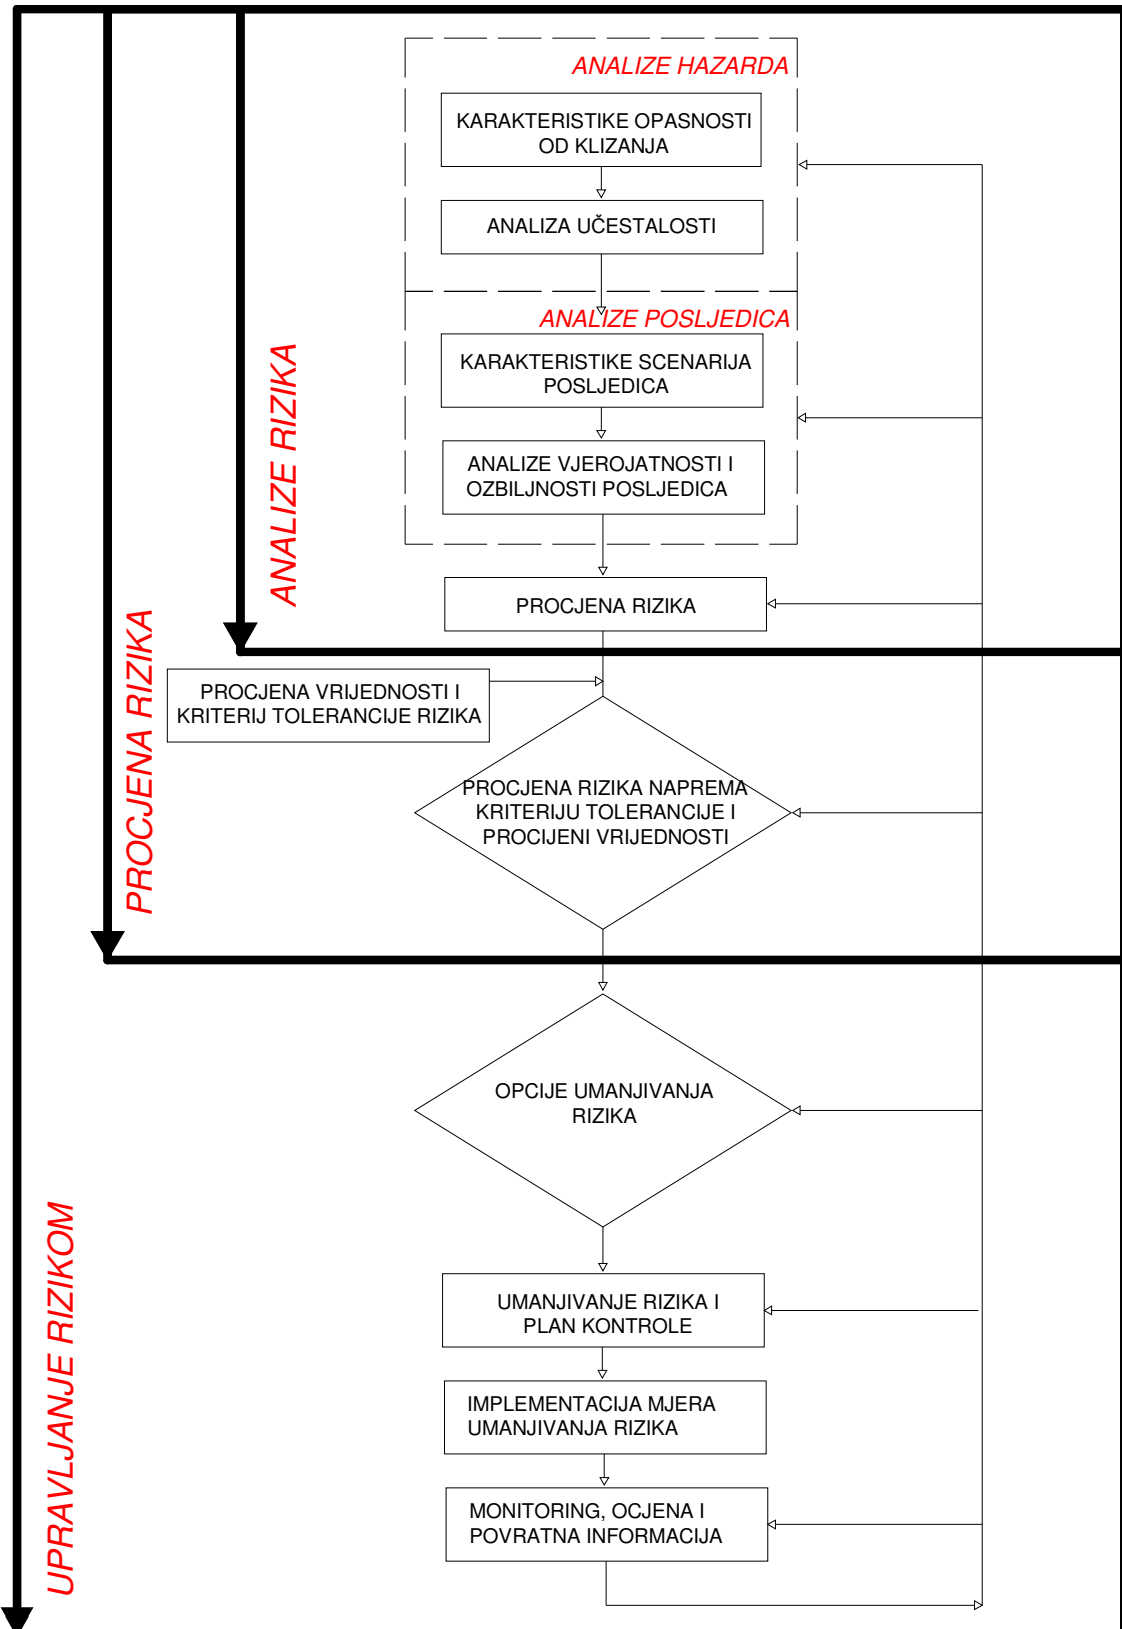 ANALIZE HAZARDA
KARAKTERISTIKE OPASNOSTI
OD KLIZANJA
ANALIZA UČESTALOSTI
ANALIZE POSLJEDICA
KARAKTERISTIKE SCENARIJA
POSLJEDICA
ANALIZE VJEROJATNOSTI I
OZBILJNOSTI POSLJEDICA
PROCJENA RIZIKA
ANALIZE RIZIKA
PROCJENA VRIJEDNOSTI I
KRITERIJ TOLERANCIJE RIZIKA
PROCJENA RIZIKA NAPREMA
KRITERIJU TOLERANCIJE I
PROCIJENI VRIJEDNOSTI
PROCJENA RIZIKA
OPCIJE UMANJIVANJA
RIZIKA
UMANJIVANJE RIZIKA I
PLAN KONTROLE
IMPLEMENTACIJA MJERA
UMANJIVANJA RIZIKA
MONITORING, OCJENA I
POVRATNA INFORMACIJA
UPRAVLJANJE RIZIKOM